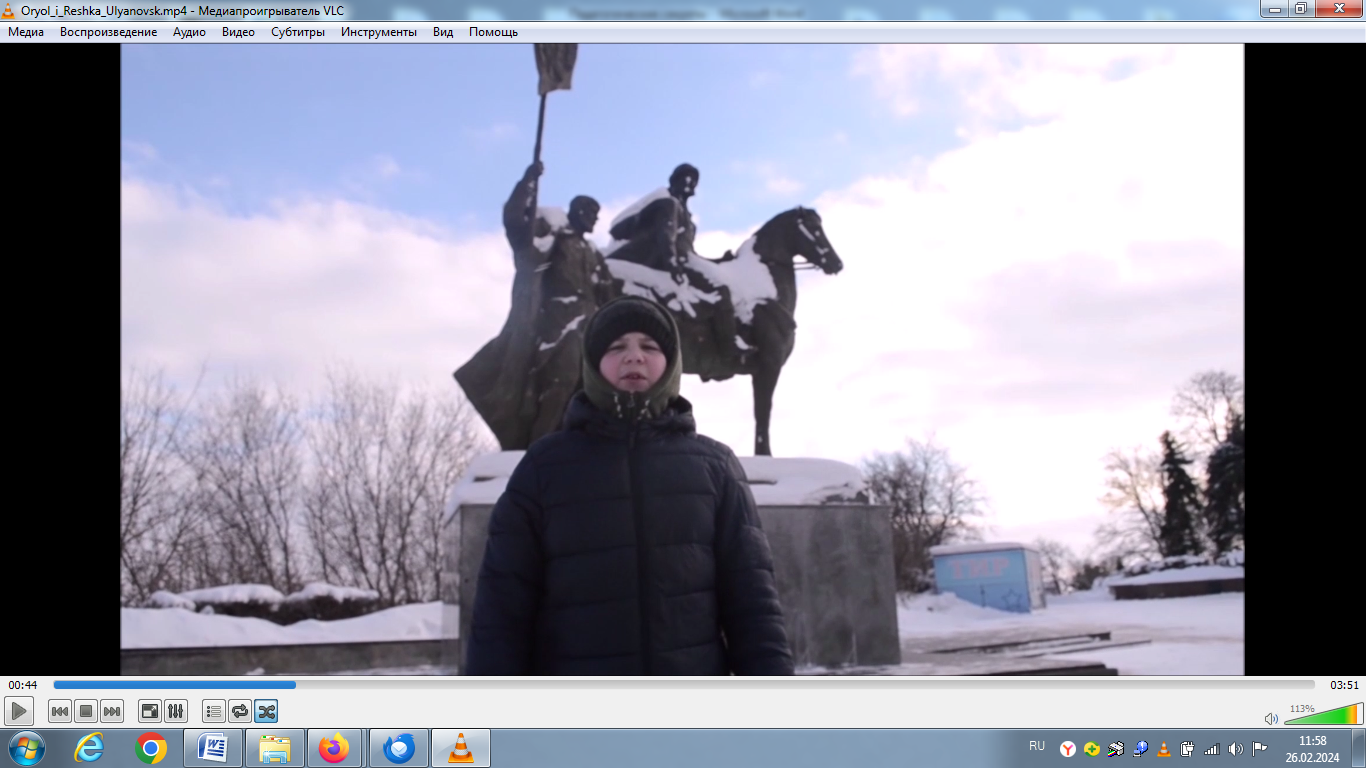 Oryol_i_Reshka_Ulyanovsk.mp4 - Медиапроигрыватель VLC
Медиа Воспроизведение Аудио Видео Субтитры Инструменты Вид Помощь
ТИР
00:44 03:51
113%
RU
11:58
26.02.2024